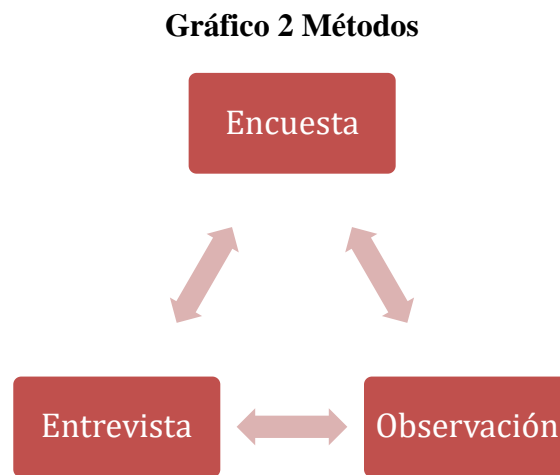 Gráfico 2 Métodos
Encuesta
Entrevista
Observación